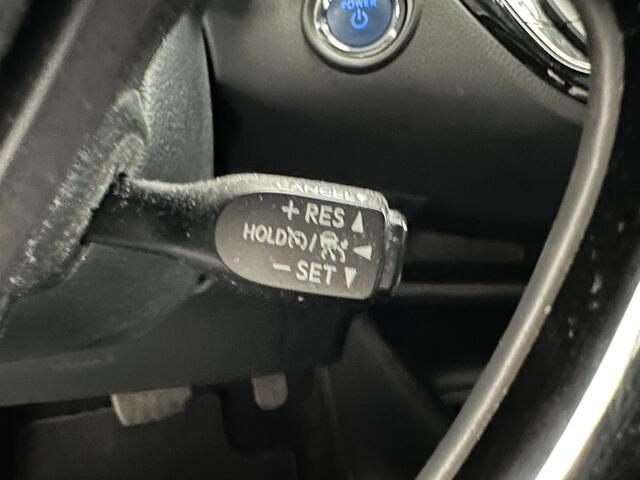 POWER
CANCEL
+ RES ▲
HOLD / ◀
− SET ▼